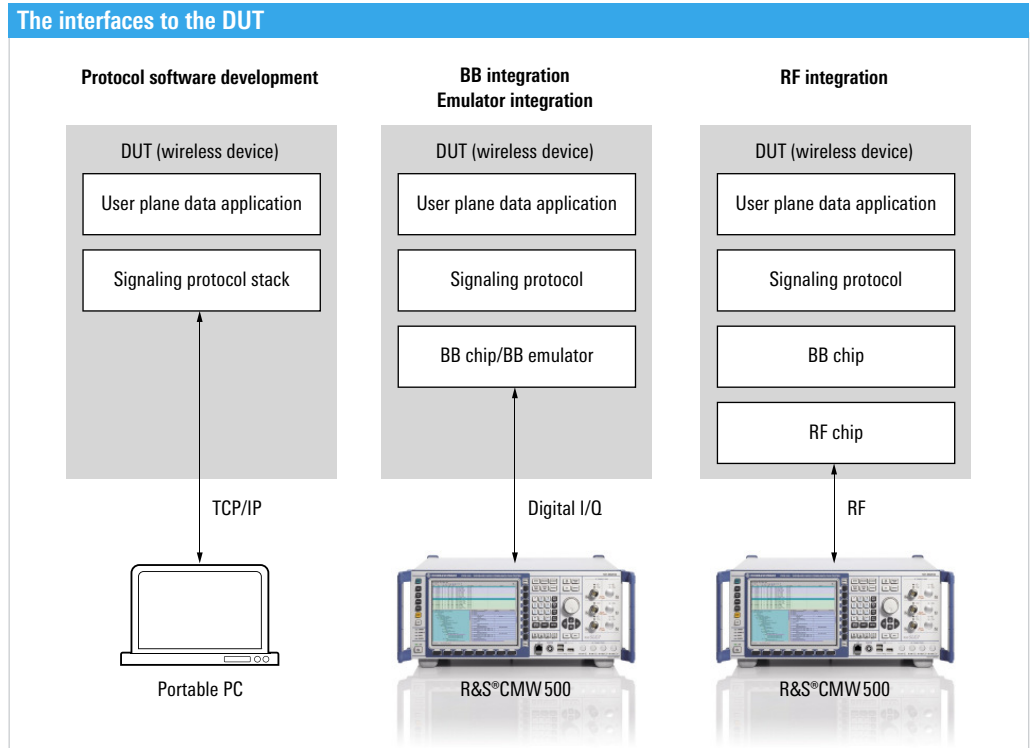 The interfaces to the DUT
Protocol software development
DUT (wireless device)
User plane data application
Signaling protocol stack
TCP/IP
Portable PC
BB integration
Emulator integration
DUT (wireless device)
User plane data application
Signaling protocol
BB chip/BB emulator
Digital I/Q
R&S®CMW500
RF integration
DUT (wireless device)
User plane data application
Signaling protocol
BB chip
RF chip
RF
R&S®CMW500